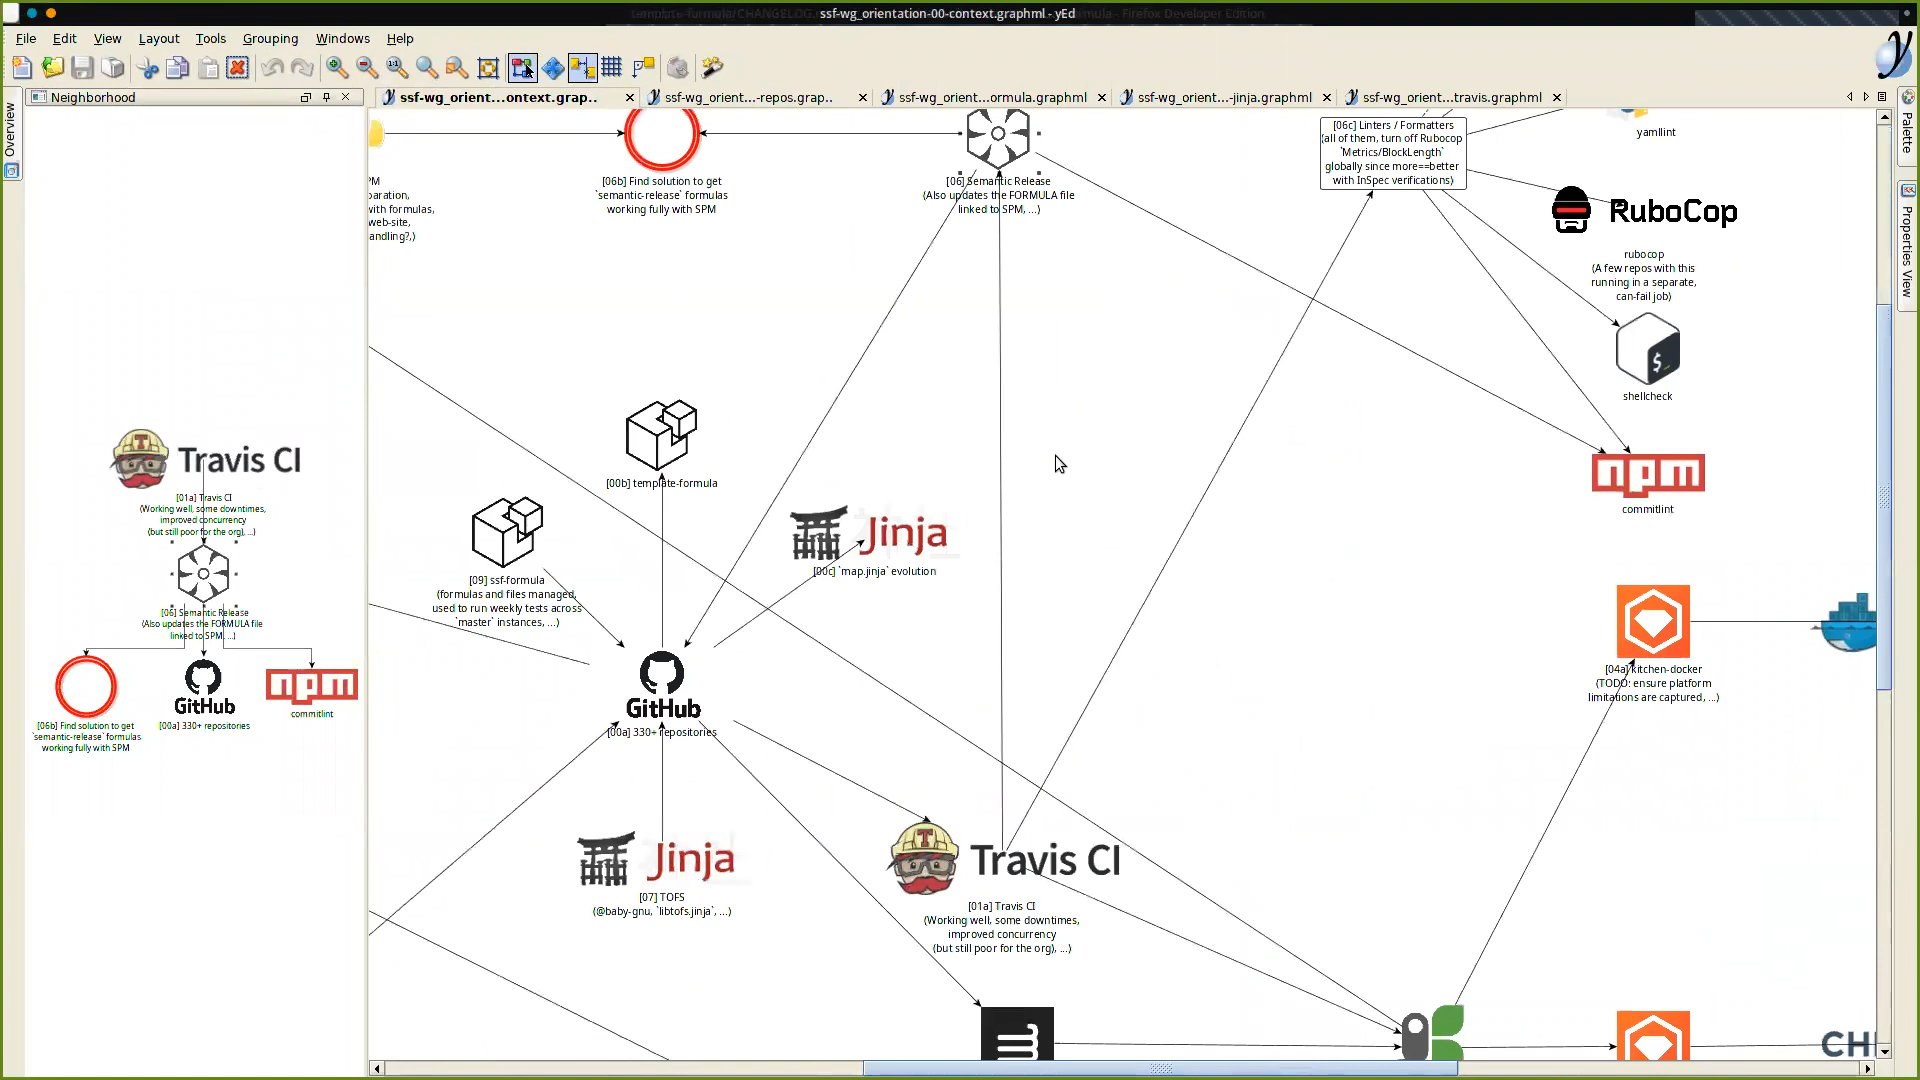 ssf-wg_orientation-00-context.graphml - yEd
File Edit View Layout Tools Grouping Windows Help
Neighborhood
ssf-wg_orient...ontext.grap..
ssf-wg_orient...-repos.grap..
ssf-wg_orient...ormula.graphml
ssf-wg_orient...-jinja.graphml
ssf-wg_orient...travis.graphml
Overview
Palette
Properties View
Travis CI
[01a] Travis CI
(Working well, some downtimes,
improved concurrency
(but still poor for the org), ...)
[06] Semantic Release
(Also updates the FORMULA file
linked to SPM, ...)
[06b] Find solution to get
`semantic-release` formulas
working fully with SPM
GitHub
[00a] 330+ repositories
npm
commitlint
PM
paration,
with formulas,
web-site,
andling?,)
[06b] Find solution to get
`semantic-release` formulas
working fully with SPM
[06] Semantic Release
(Also updates the FORMULA file
linked to SPM, ...)
[06c] Linters / Formatters
(all of them, turn off Rubocop
`Metrics/BlockLength`
globally since more==better
with InSpec verifications)
yamllint
RuboCop
rubocop
(A few repos with this
running in a separate,
can-fail job)
$_
shellcheck
npm
commitlint
[00b] template-formula
[09] ssf-formula
(formulas and files managed,
used to run weekly tests across
`master` instances, ...)
Jinja
[00c] `map.jinja` evolution
GitHub
[00a] 330+ repositories
[04a] kitchen-docker
(TODO: ensure platform
limitations are captured, ...)
Jinja
[07] TOFS
(@baby-gnu, `libtofs.jinja`, ...)
Travis CI
[01a] Travis CI
(Working well, some downtimes,
improved concurrency
(but still poor for the org), ...)
CH